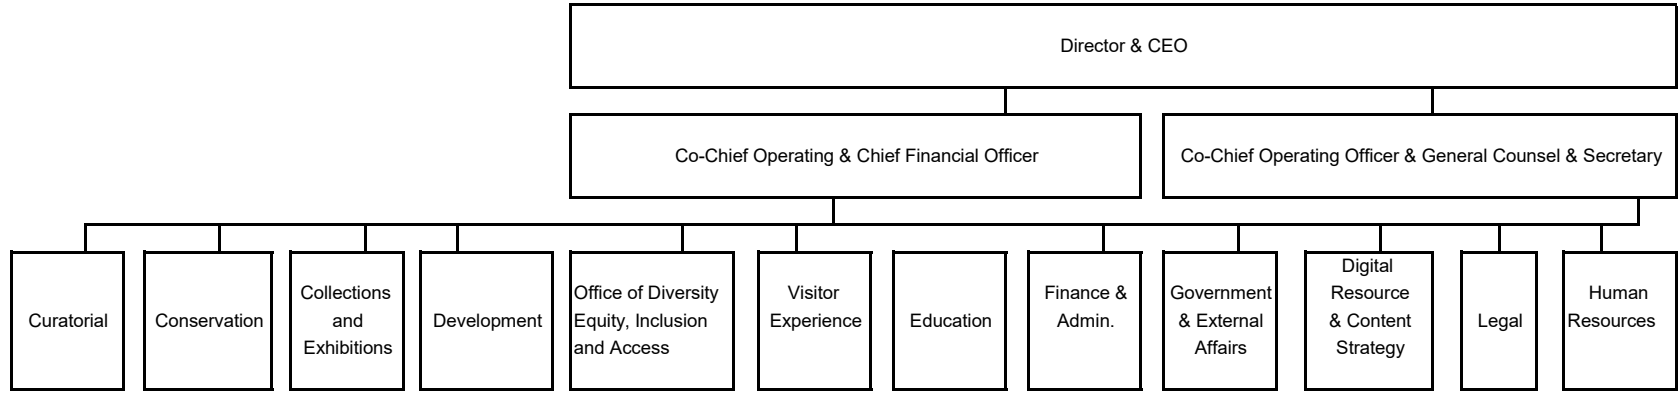 Director & CEO
Co-Chief Operating & Chief Financial Officer
Co-Chief Operating Officer & General Counsel & Secretary
Curatorial
Conservation
Collections
and
Exhibitions
Development
Office of Diversity
Equity, Inclusion
and Access
Visitor
Experience
Education
Finance &
Admin.
Government
& External
Affairs
Digital
Resource
& Content
Strategy
Legal
Human
Resources